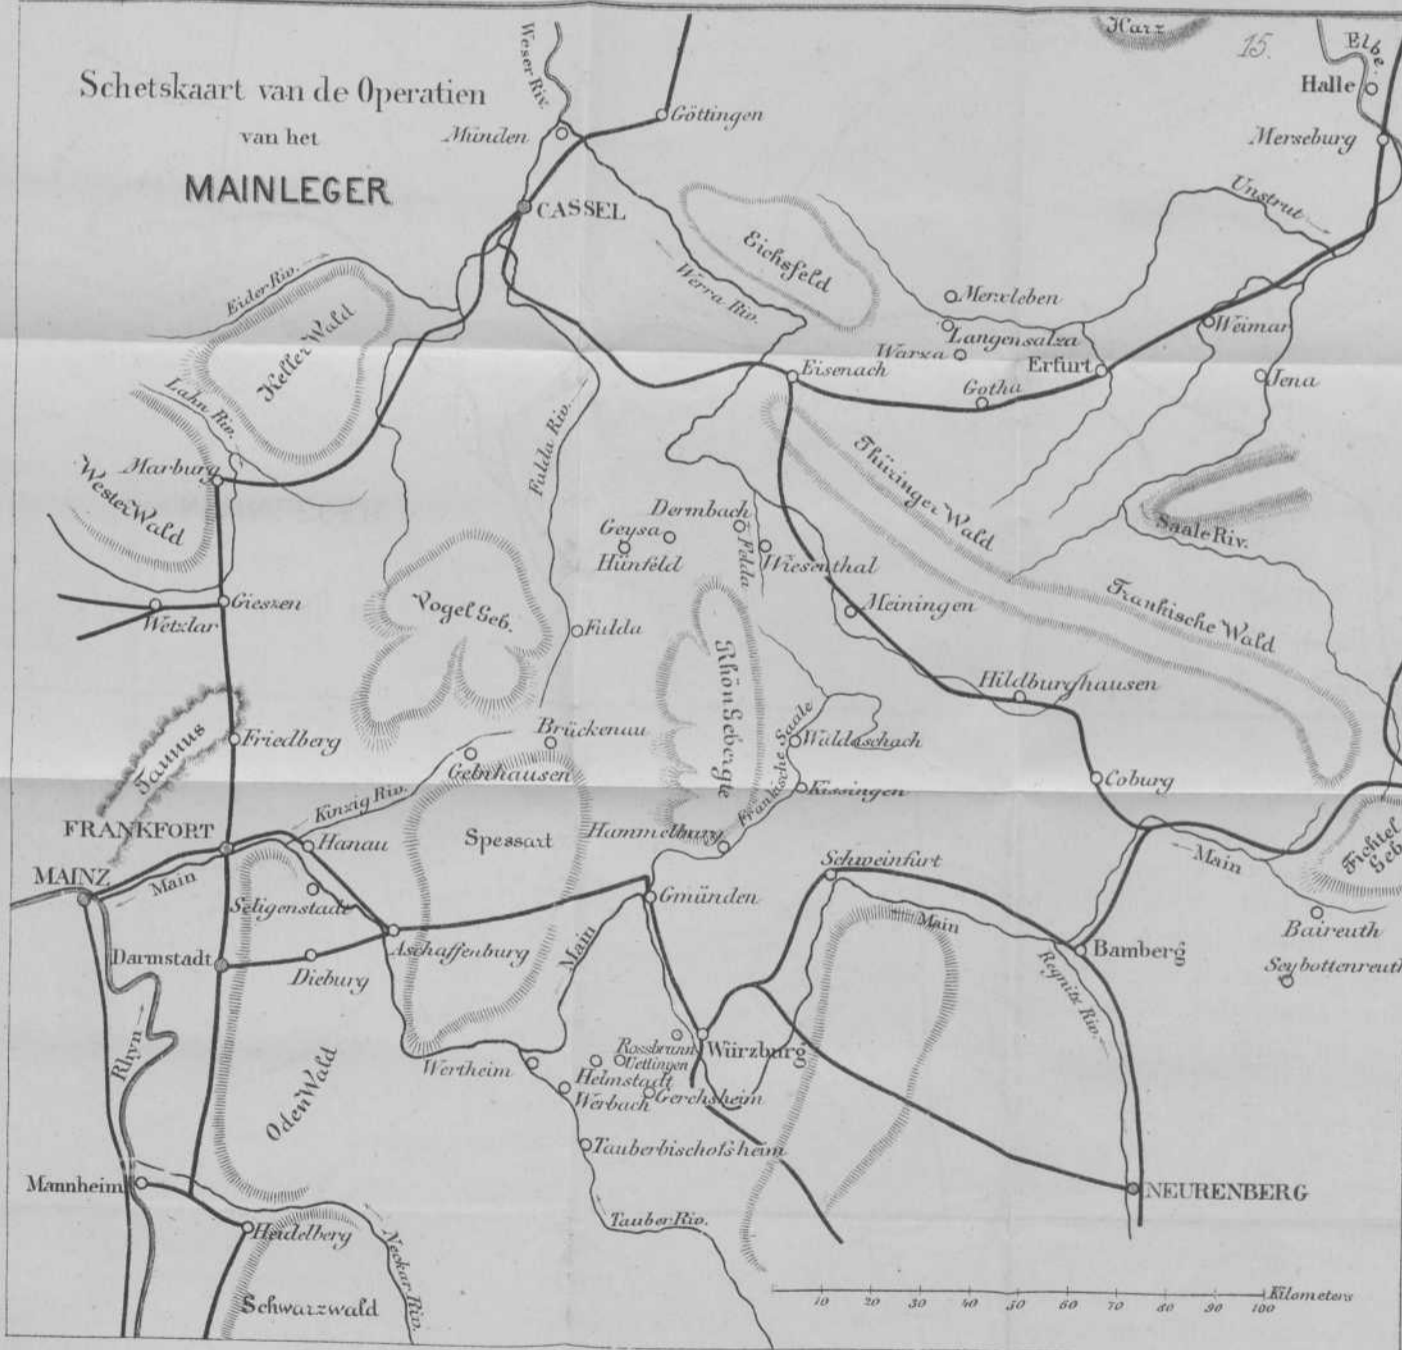 Schetskaart van de Operatien
van het
MAINLEGER
Harz
15.
Elbe.
Halle
Weser Riv.
Göttingen
Münden
Merseburg
CASSEL
Unstrut
Eichsfeld
Eider Riv.
Werra Riv.
Merxleben
Keller Wald
Langensalza
Weimar
Warza
Erfurt
Eisenach
Gotha
Jena
Lahn Riv.
Marburg
Fulda Riv.
Thüringer Wald
Wester Wald
Dermbach
Geysa
Hünfeld
Felda
Wiesenthal
Saale Riv.
Gieszen
Vogel Geb.
Meiningen
Frankische Wald
Wetzlar
Fulda
Rhön Gebergte
Hildburghausen
Taunus
Friedberg
Brückenau
Gelnhausen
Frankische Saale
Waldaschach
Coburg
Kissingen
Kinzig Riv.
FRANKFORT
Hanau
Spessart
Hammelburg
Main
Fichtel Geb.
MAINZ
Main
Schweinfurt
Seligenstadt
Gmünden
Main
Baireuth
Darmstadt
Aschaffenburg
Main
Bamberg
Dieburg
Seybottenreuth
Regnitz Riv.
Rhyn
Rossbrunn
Würzburg
Uettingen
Wertheim
Helmstadt
Werbach
Gerchsheim
Oden Wald
Tauberbischofsheim
Mannheim
NEURENBERG
Tauber Riv.
Heidelberg
Neckar Riv.
Schwarzwald
10 20 30 40 50 60 70 80 90 100 Kilometers